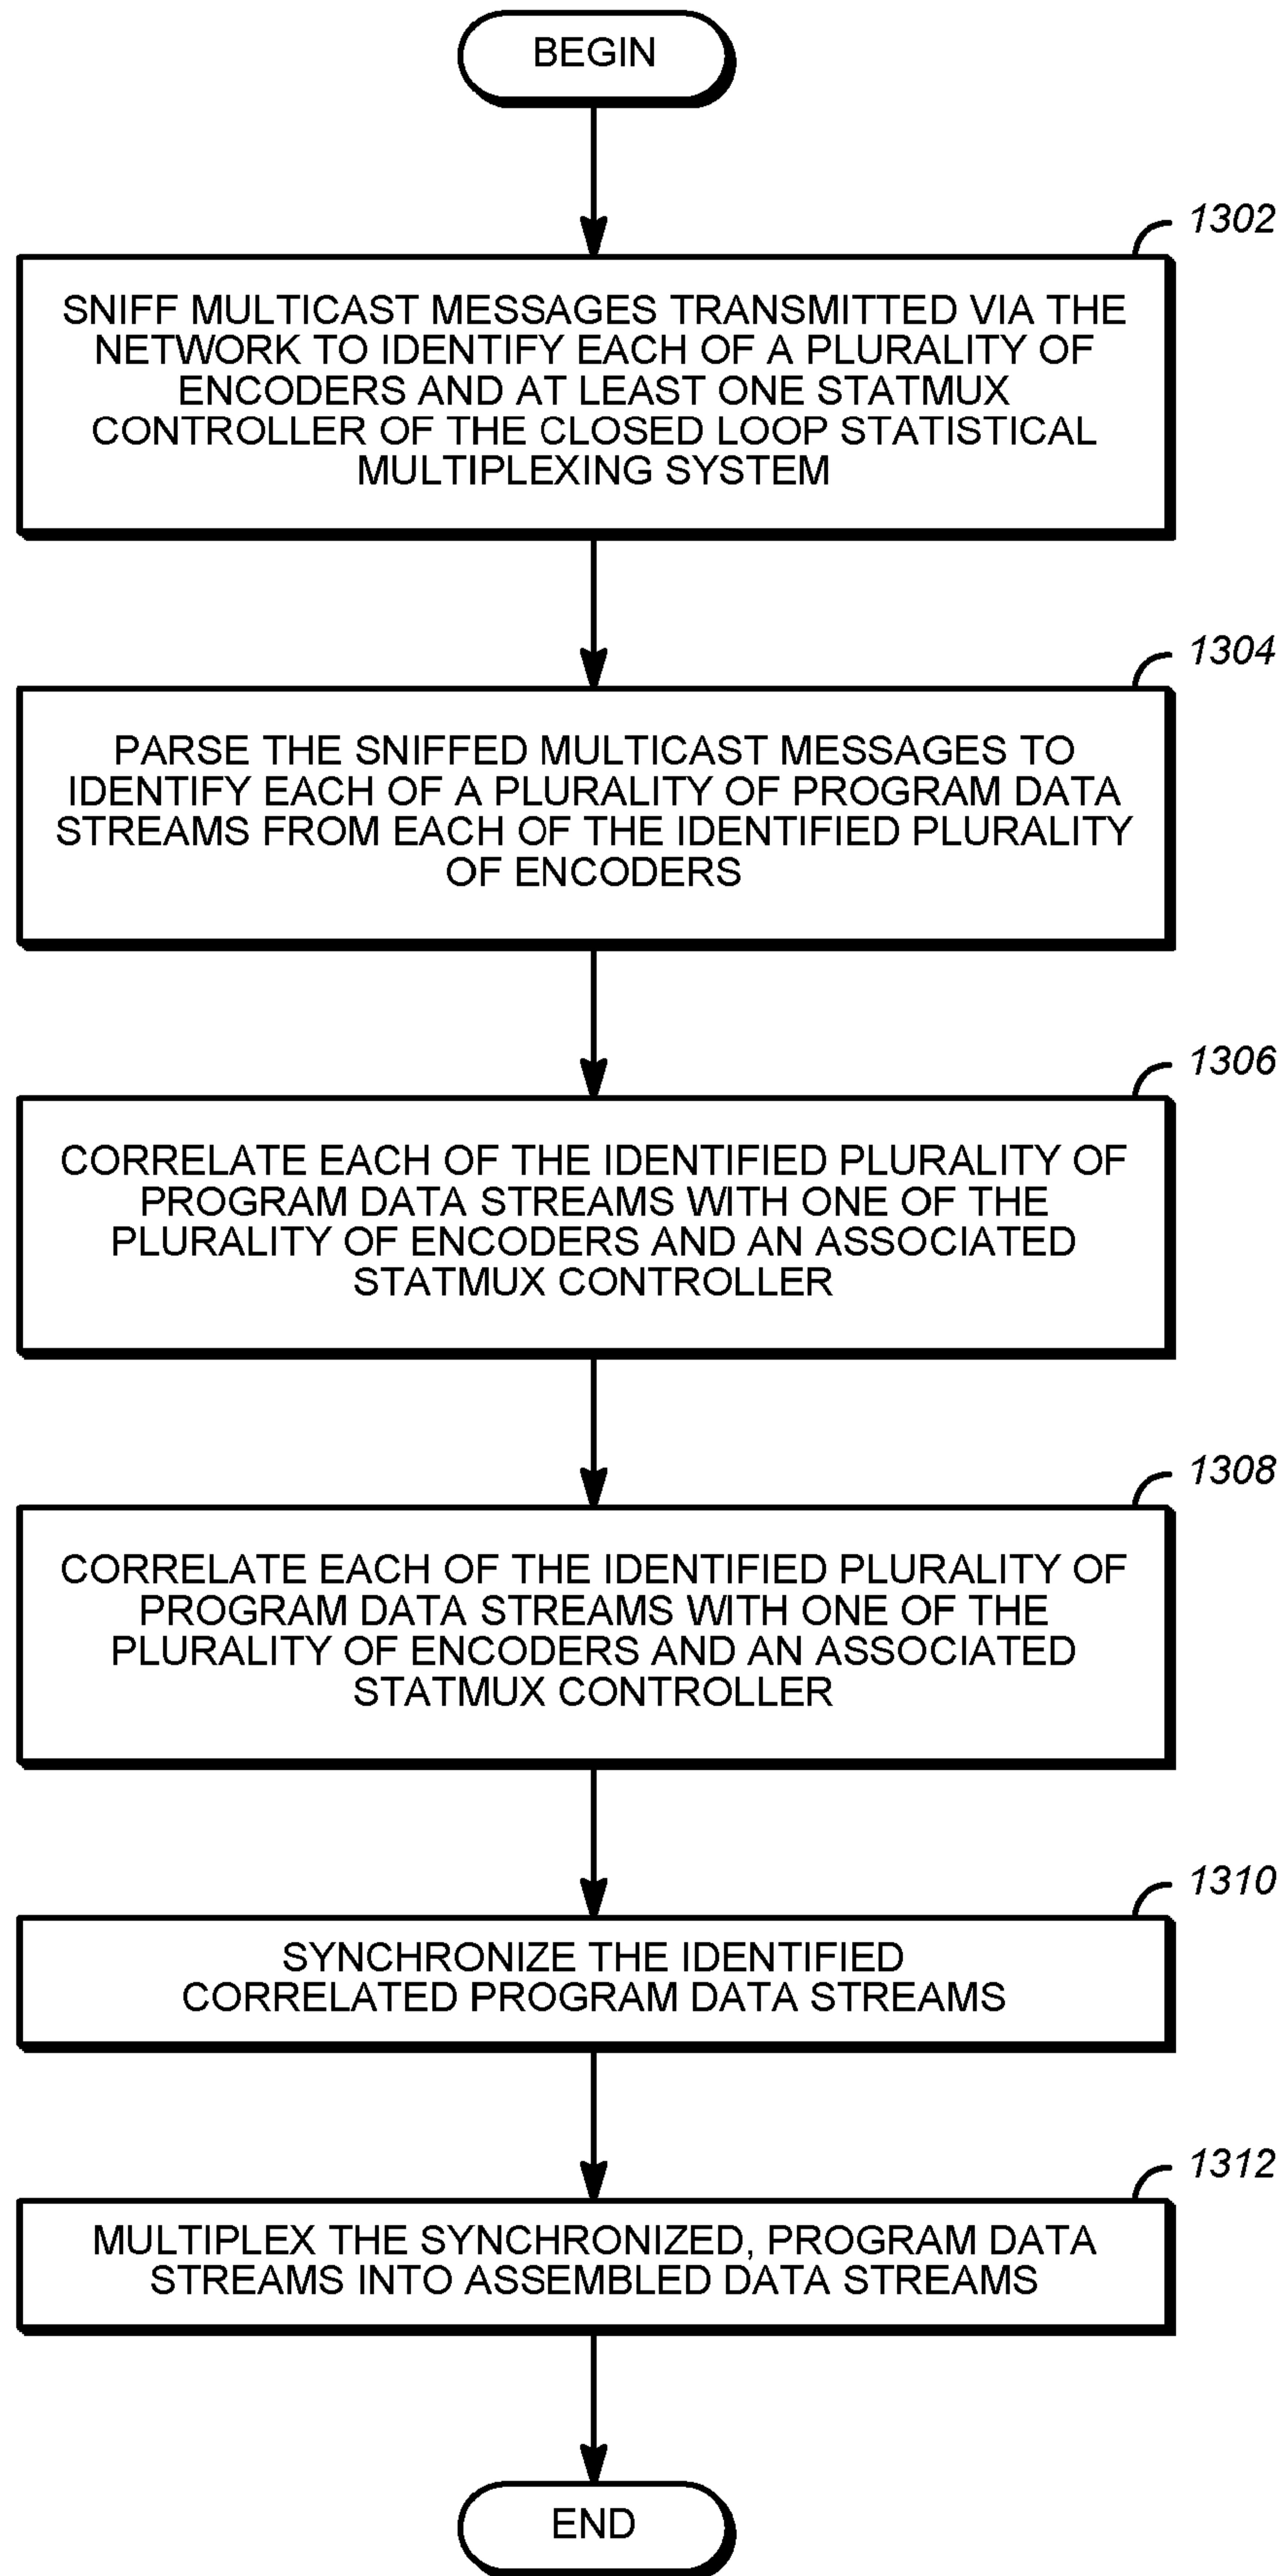 BEGIN
1302
SNIFF MULTICAST MESSAGES TRANSMITTED VIA THE
NETWORK TO IDENTIFY EACH OF A PLURALITY OF
ENCODERS AND AT LEAST ONE STATMUX
CONTROLLER OF THE CLOSED LOOP STATISTICAL
MULTIPLEXING SYSTEM
1304
PARSE THE SNIFFED MULTICAST MESSAGES TO
IDENTIFY EACH OF A PLURALITY OF PROGRAM DATA
STREAMS FROM EACH OF THE IDENTIFIED PLURALITY
OF ENCODERS
1306
CORRELATE EACH OF THE IDENTIFIED PLURALITY OF
PROGRAM DATA STREAMS WITH ONE OF THE
PLURALITY OF ENCODERS AND AN ASSOCIATED
STATMUX CONTROLLER
1308
CORRELATE EACH OF THE IDENTIFIED PLURALITY OF
PROGRAM DATA STREAMS WITH ONE OF THE
PLURALITY OF ENCODERS AND AN ASSOCIATED
STATMUX CONTROLLER
1310
SYNCHRONIZE THE IDENTIFIED
CORRELATED PROGRAM DATA STREAMS
1312
MULTIPLEX THE SYNCHRONIZED, PROGRAM DATA
STREAMS INTO ASSEMBLED DATA STREAMS
END